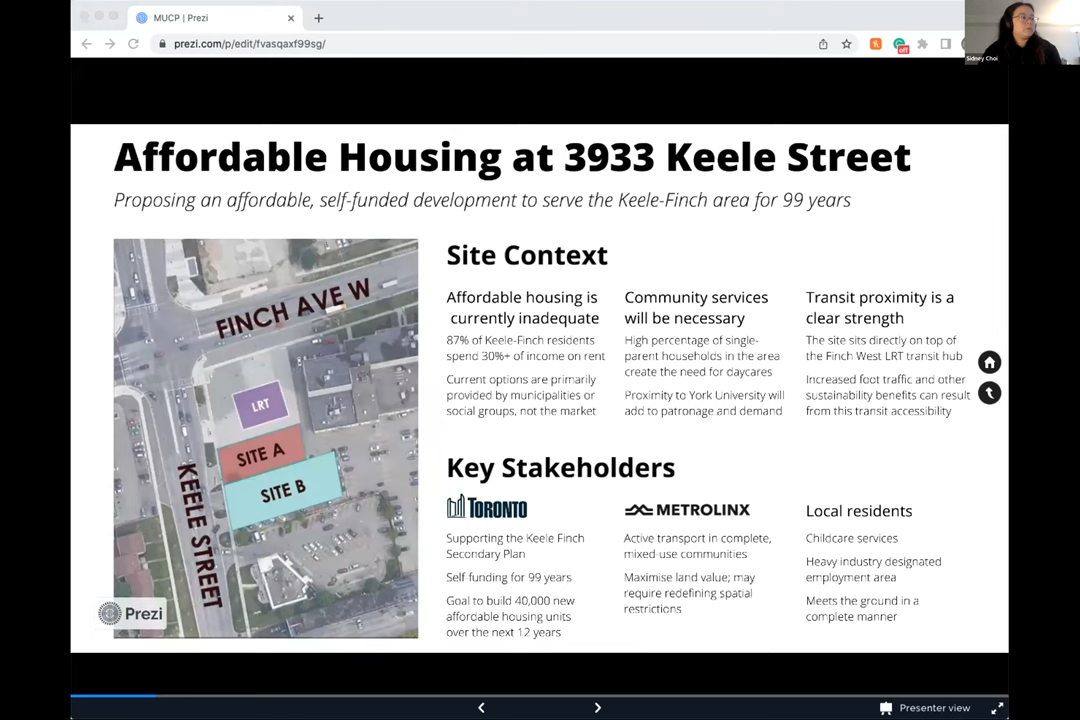 MUCP | Prezi
prezi.com/p/edit/fvasqaxf99sg/
off
Sidney Choi
Affordable Housing at 3933 Keele Street
Proposing an affordable, self-funded development to serve the Keele-Finch area for 99 years
FINCH AVE W
LRT
SITE A
SITE B
KEELE STREET
Prezi
Site Context
Affordable housing is
currently inadequate
87% of Keele-Finch residents
spend 30%+ of income on rent
Current options are primarily
provided by municipalities or
social groups, not the market
Community services
will be necessary
High percentage of single-
parent households in the area
create the need for daycares
Proximity to York University will
add to patronage and demand
Transit proximity is a
clear strength
The site sits directly on top of
the Finch West LRT transit hub
Increased foot traffic and other
sustainability benefits can result
from this transit accessibility
Key Stakeholders
TORONTO
Supporting the Keele Finch
Secondary Plan
Self-funding for 99 years
Goal to build 40,000 new
affordable housing units
over the next 12 years
METROLINX
Active transport in complete,
mixed-use communities
Maximise land value; may
require redefining spatial
restrictions
Local residents
Childcare services
Heavy industry designated
employment area
Meets the ground in a
complete manner
Presenter view